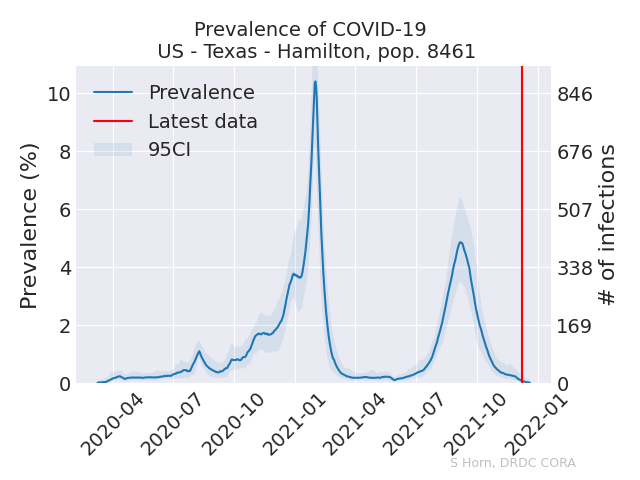 Prevalence of COVID-19
US - Texas - Hamilton, pop. 8461
Prevalence
Latest data
95CI
Prevalence (%)
10
8
6
4
2
0
846
676
507
338
169
0
# of infections
2020-04
2020-07
2020-10
2021-01
2021-04
2021-07
2021-10
2022-01
S Horn, DRDC CORA